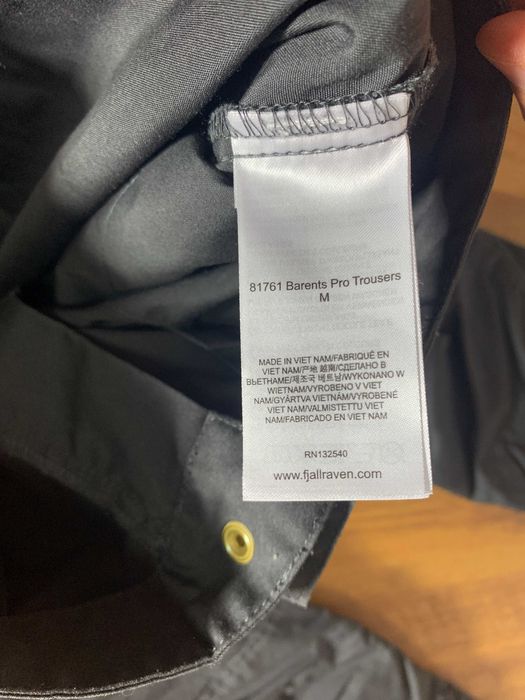 81761 Barents Pro Trousers
M
MADE IN VIET NAM/FABRIQUÉ EN
VIET NAM/产地 越南/СДЕЛАНО В
ВЬЕТНАМЕ/제조국 베트남/WYKONANO W
WIETNAM/VYROBENO V VIET
NAM/GYÁRTVA VIETNÁM/VYROBENÉ
VIET NAM/VALMISTETTU VIET
NAM/FABRICADO EN VIET NAM
RN132540
www.fjallraven.com